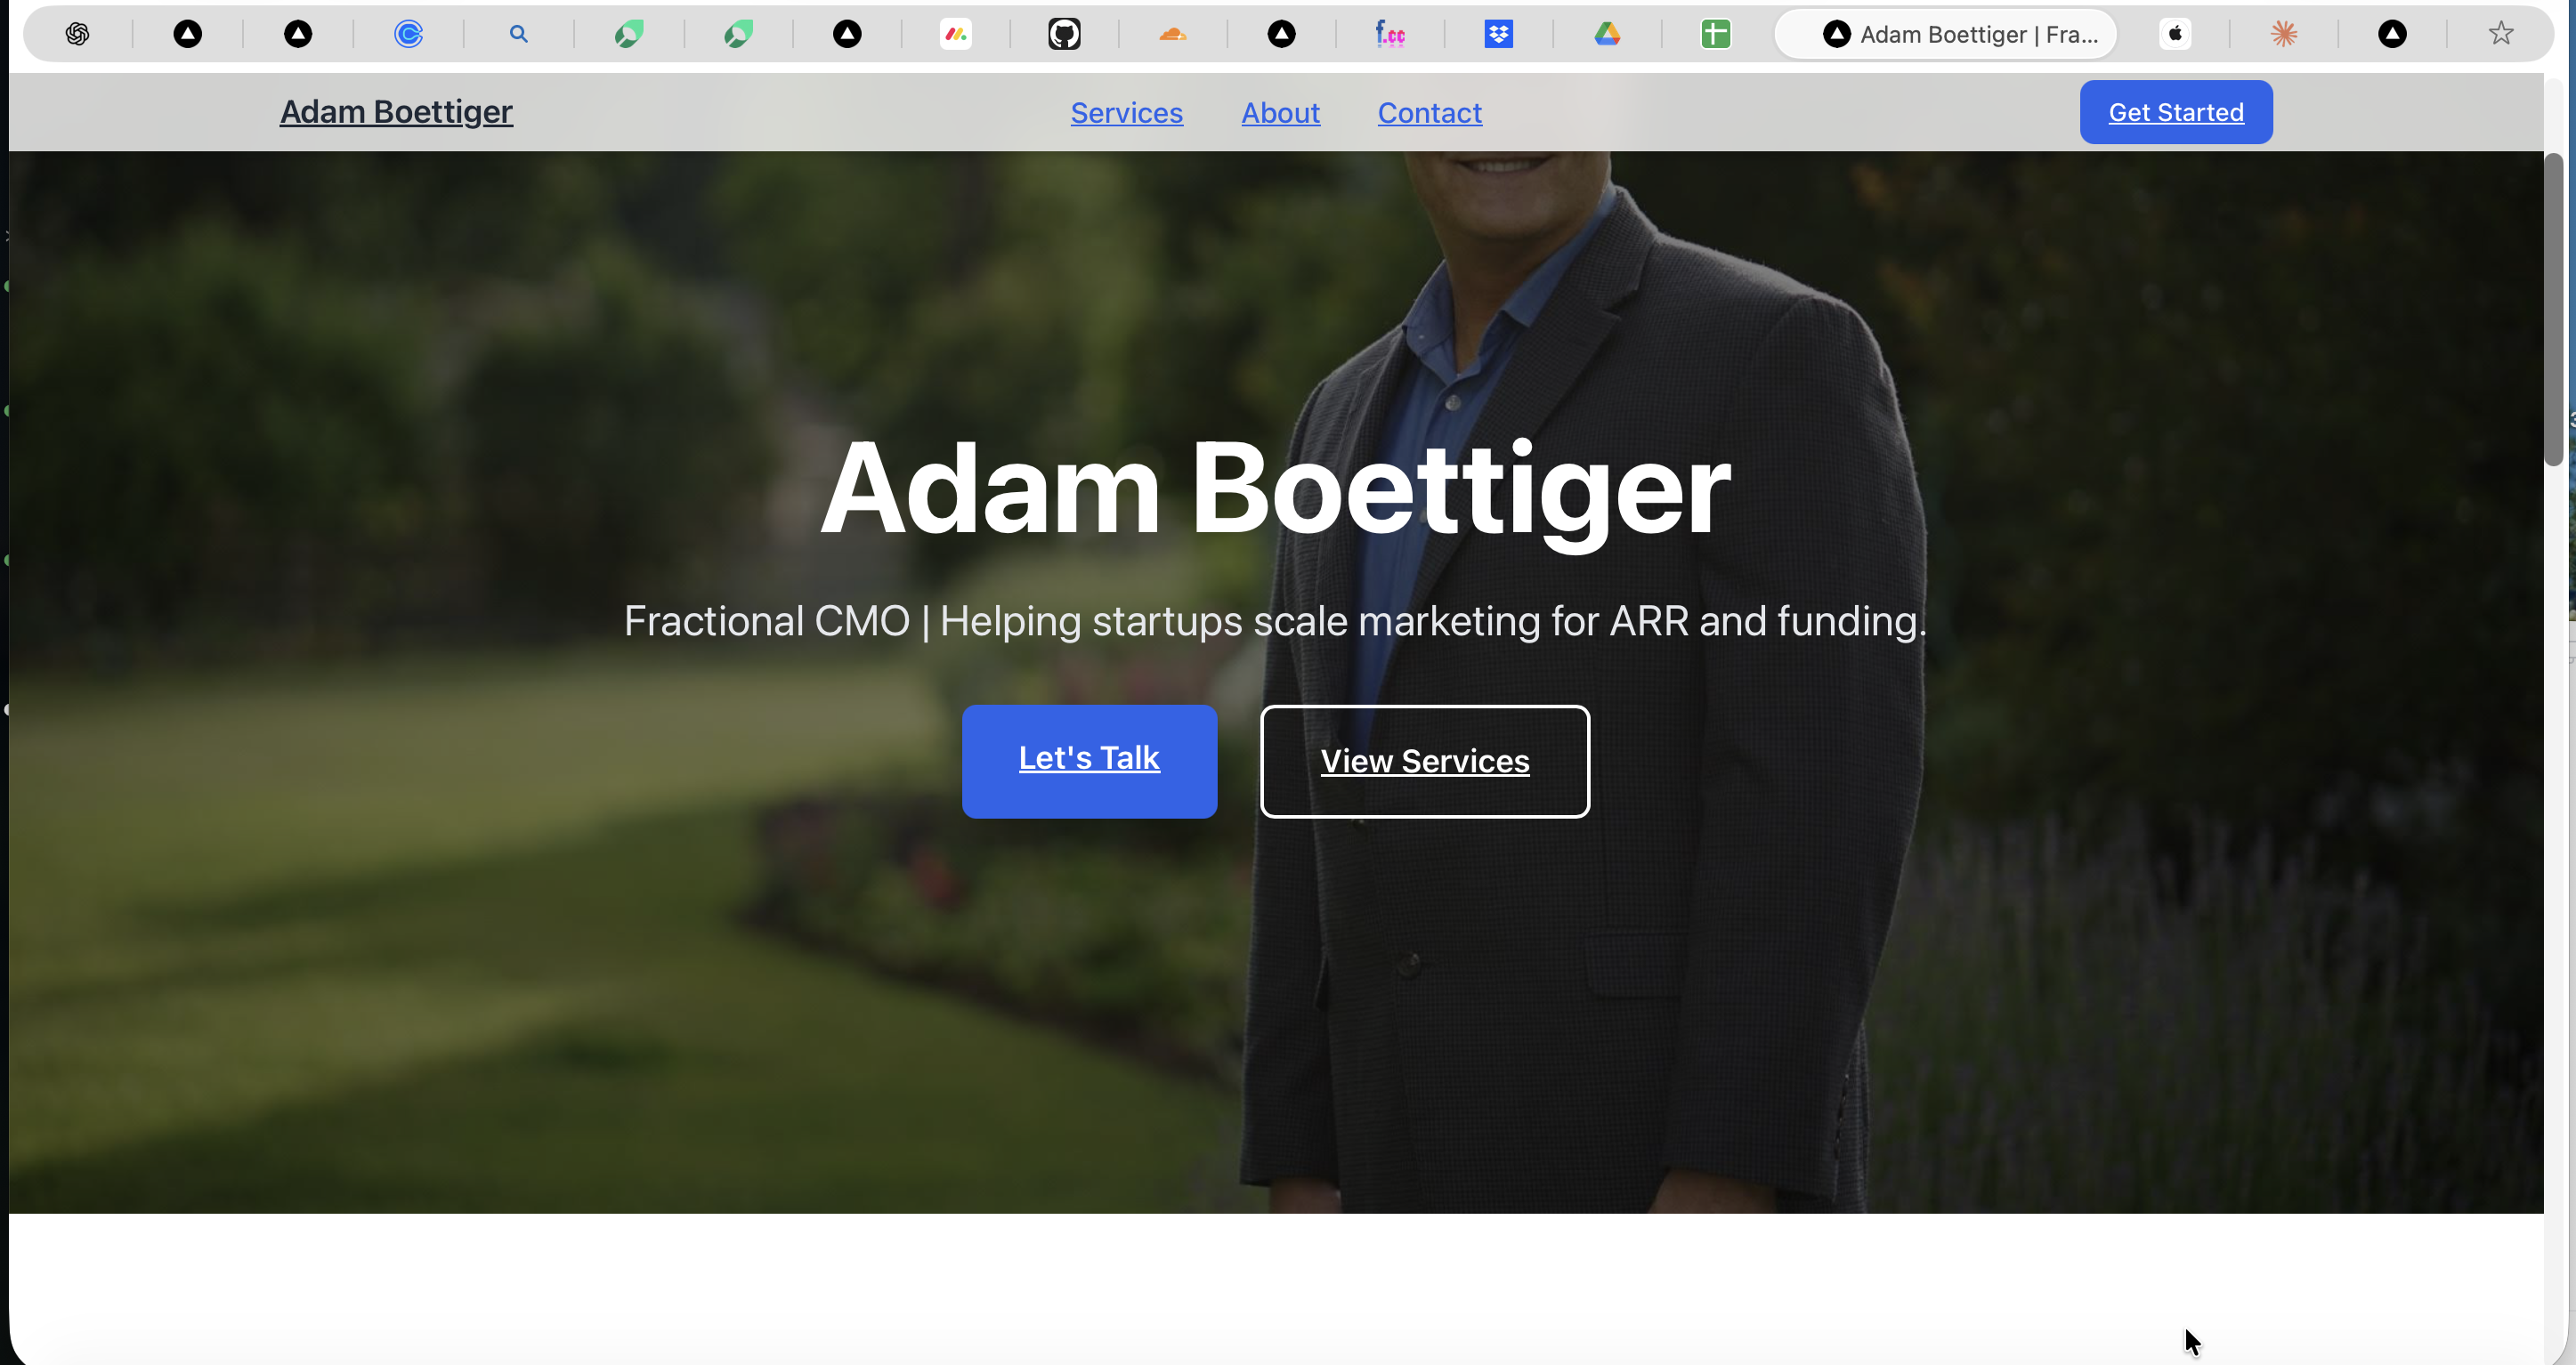 f.cc
Adam Boettiger | Fra...
Adam Boettiger
Services
About
Contact
Get Started
Adam Boettiger
Fractional CMO | Helping startups scale marketing for ARR and funding.
Let's Talk
View Services